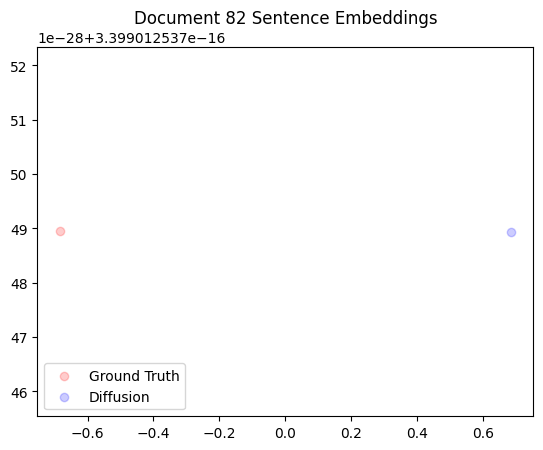 Document 82 Sentence Embeddings
1e−28+3.399012537e−16
52
51
50
49
48
47
46
Ground Truth
Diffusion
−0.6 −0.4 −0.2 0.0 0.2 0.4 0.6